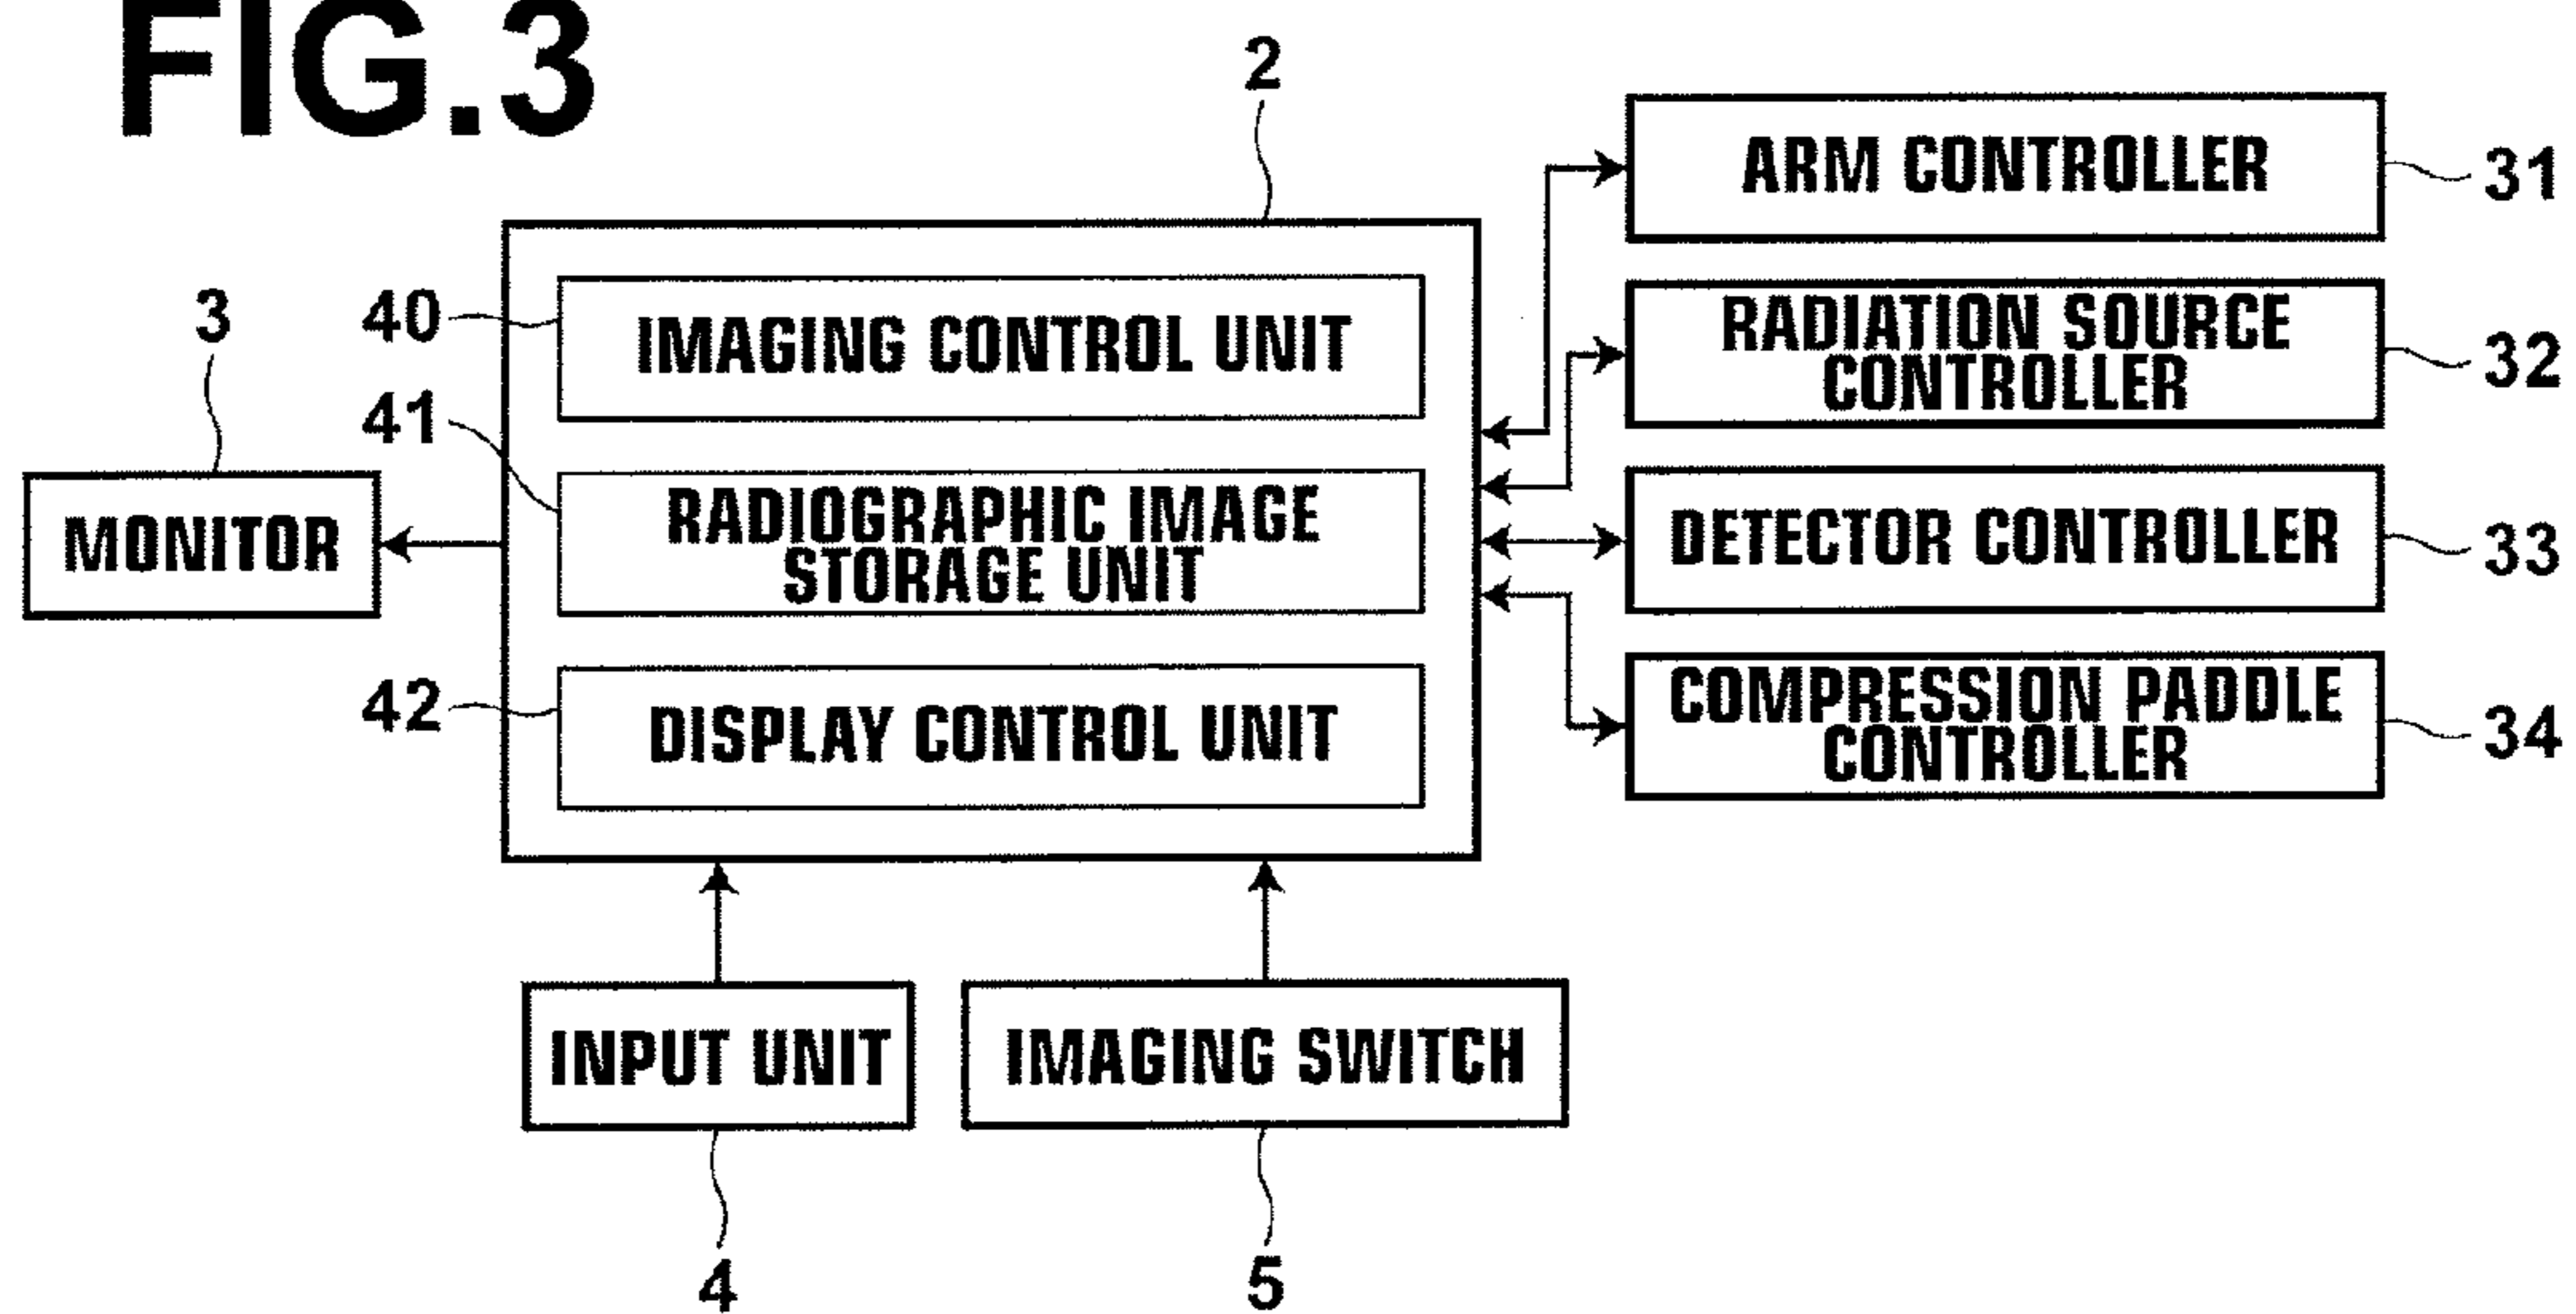 FIG.3
2
ARM CONTROLLER
31
3
40
IMAGING CONTROL UNIT
RADIATION SOURCE
CONTROLLER
32
41
RADIOGRAPHIC IMAGE
STORAGE UNIT
MONITOR
DETECTOR CONTROLLER
33
42
DISPLAY CONTROL UNIT
COMPRESSION PADDLE
CONTROLLER
34
INPUT UNIT
IMAGING SWITCH
4
5